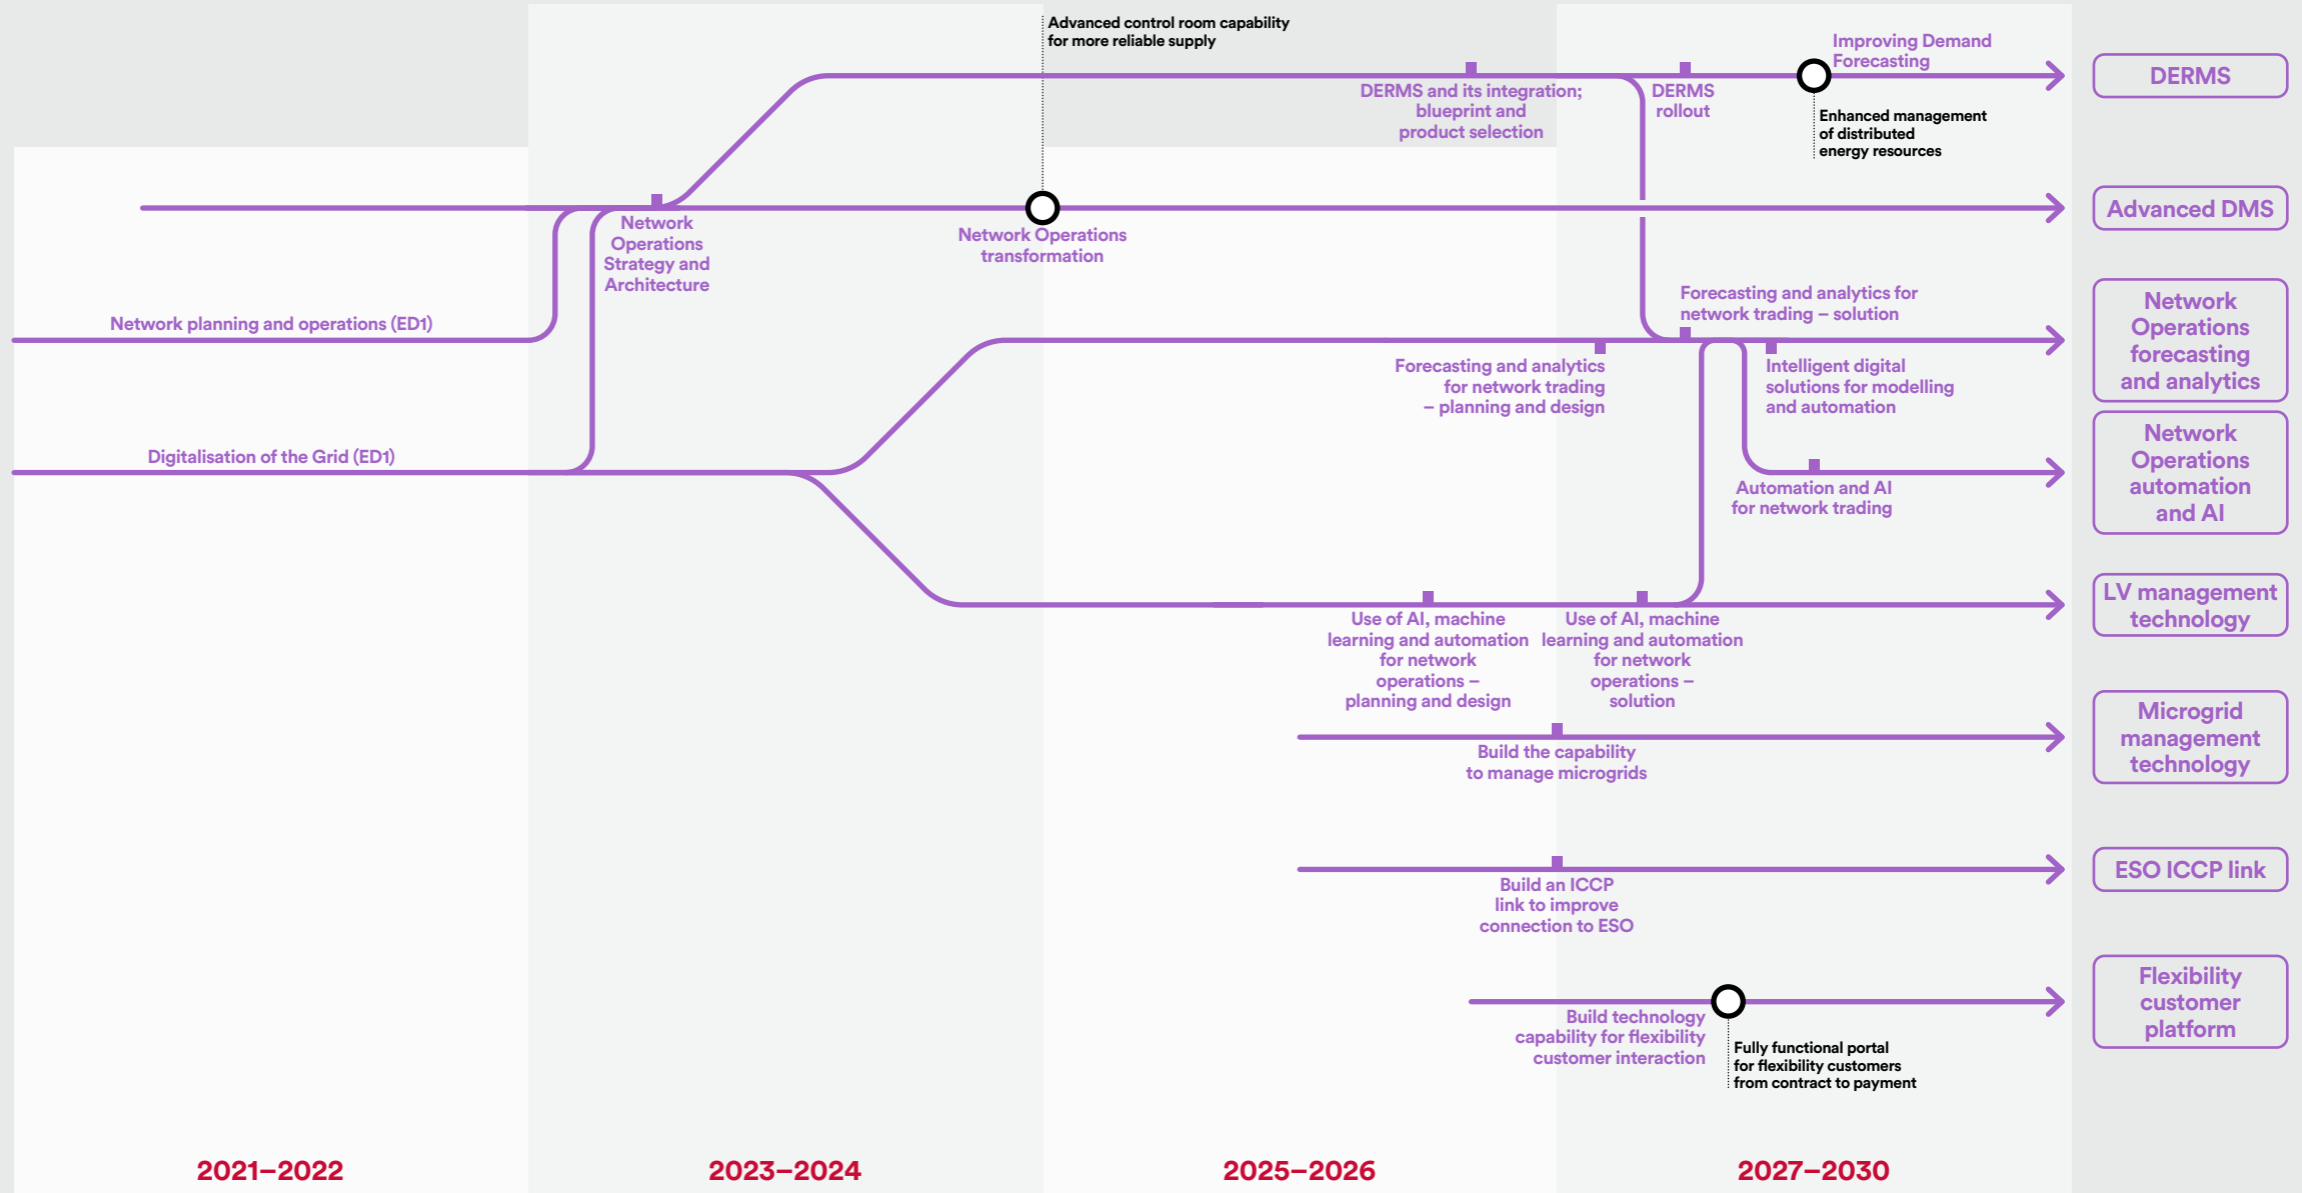 Advanced control room capability
for more reliable supply
Improving Demand
Forecasting
DERMS
DERMS and its integration;
blueprint and
product selection
DERMS
rollout
Enhanced management
of distributed
energy resources
Network
Operations
Strategy and
Architecture
Network Operations
transformation
Advanced DMS
Network planning and operations (ED1)
Forecasting and analytics for
network trading – solution
Forecasting and analytics
for network trading
– planning and design
Intelligent digital
solutions for modelling
and automation
Network
Operations
forecasting
and analytics
Digitalisation of the Grid (ED1)
Automation and AI
for network trading
Network
Operations
automation
and AI
Use of AI, machine
learning and automation
for network
operations –
planning and design
Use of AI, machine
learning and automation
for network
operations –
solution
LV management
technology
Build the capability
to manage microgrids
Microgrid
management
technology
Build an ICCP
link to improve
connection to ESO
ESO ICCP link
Build technology
capability for flexibility
customer interaction
Fully functional portal
for flexibility customers
from contract to payment
Flexibility
customer
platform
2021–2022
2023–2024
2025–2026
2027–2030